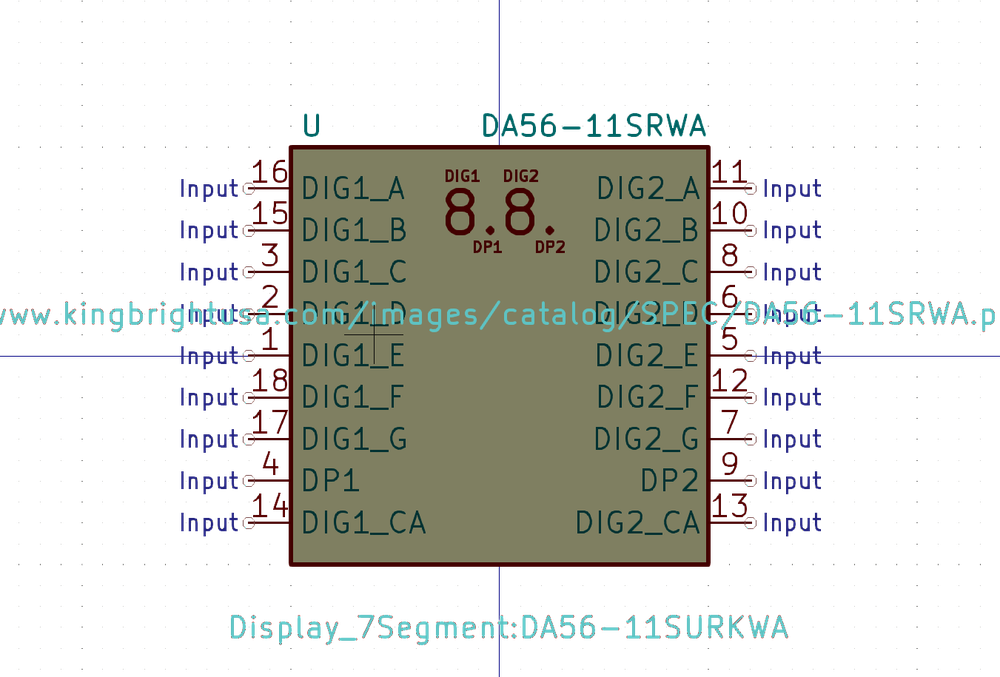 U DA56-11SRWA
Input 16 DIG1_A DIG1 DIG2 DIG2_A 11 Input
8.8.
Input 15 DIG1_B DP1 DP2 DIG2_B 10 Input
Input 3 DIG1_C DIG2_C 8 Input
Input 2 DIG1_D DIG2_D 6 Input
www.kingbrightusa.com/images/catalog/SPEC/DA56-11SRWA.p
Input 1 DIG1_E DIG2_E 5 Input
Input 18 DIG1_F DIG2_F 12 Input
Input 17 DIG1_G DIG2_G 7 Input
Input 4 DP1 DP2 9 Input
Input 14 DIG1_CA DIG2_CA 13 Input
Display_7Segment:DA56-11SURKWA